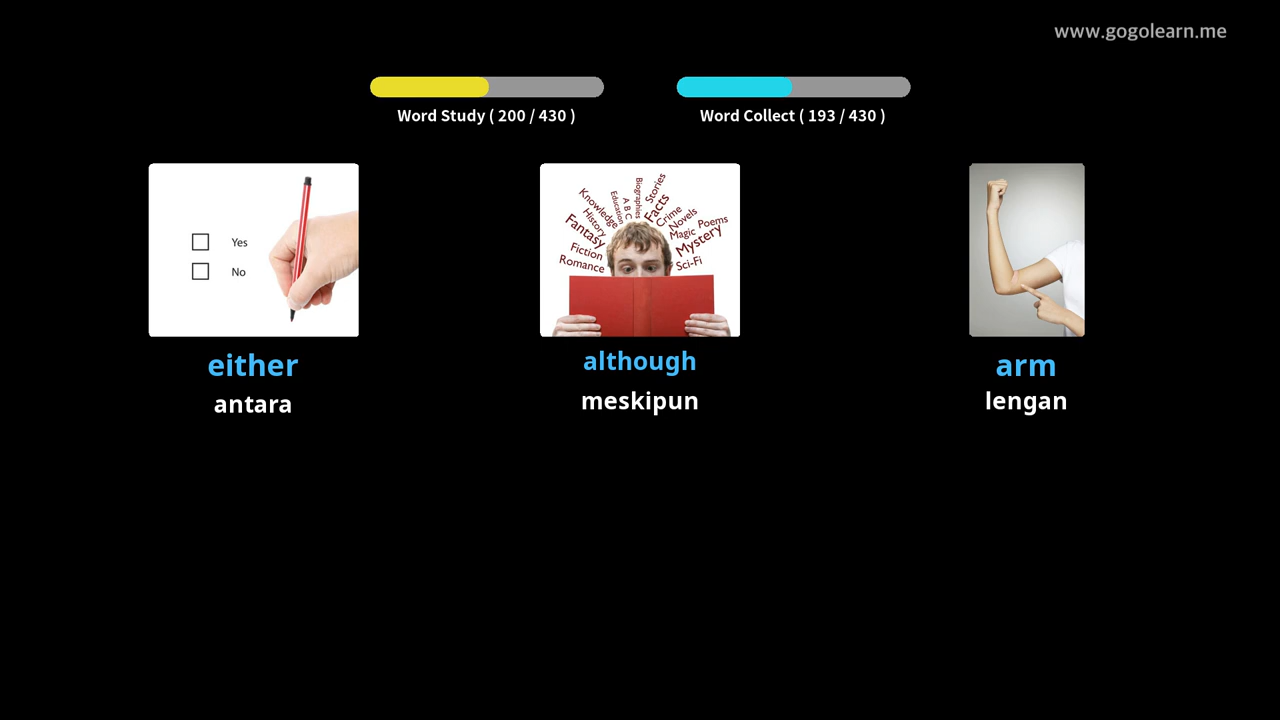 www.gogolearn.me
Word Study ( 200 / 430 )
Word Collect ( 193 / 430 )
Yes
No
Knowledge
History
Fantasy
Fiction
Romance
Education
A B C
Biographies
Stories
Facts
Crime
Novels
Magic
Poems
Mystery
Sci-Fi
either
antara
although
meskipun
arm
lengan